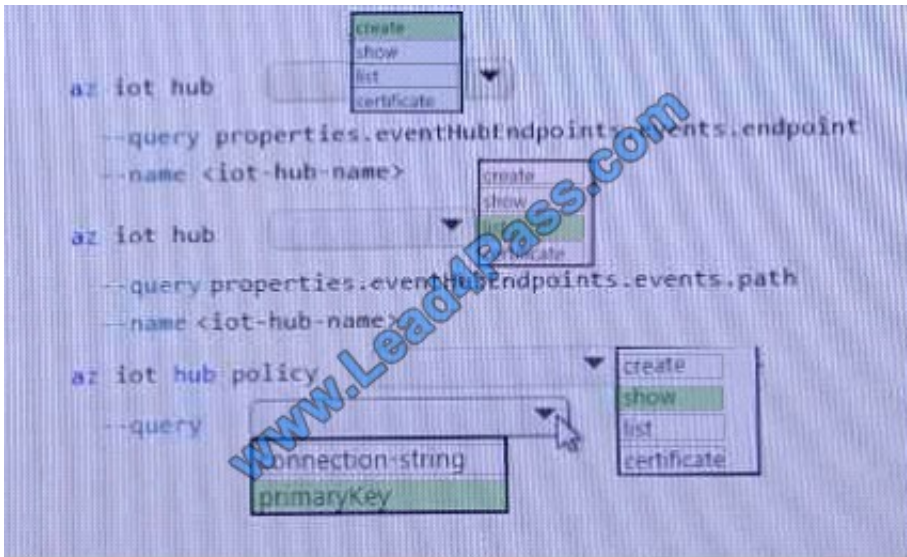 create
show
list
certificate
az iot hub
--query properties.eventHubEndpoints.events.endpoint
--name <iot-hub-name>
create
show
certificate
az iot hub
--query properties.eventHubEndpoints.events.path
--name <iot-hub-name>
az iot hub policy
create
show
list
certificate
--query
connection-string
primaryKey
www.Lead4Pass.com